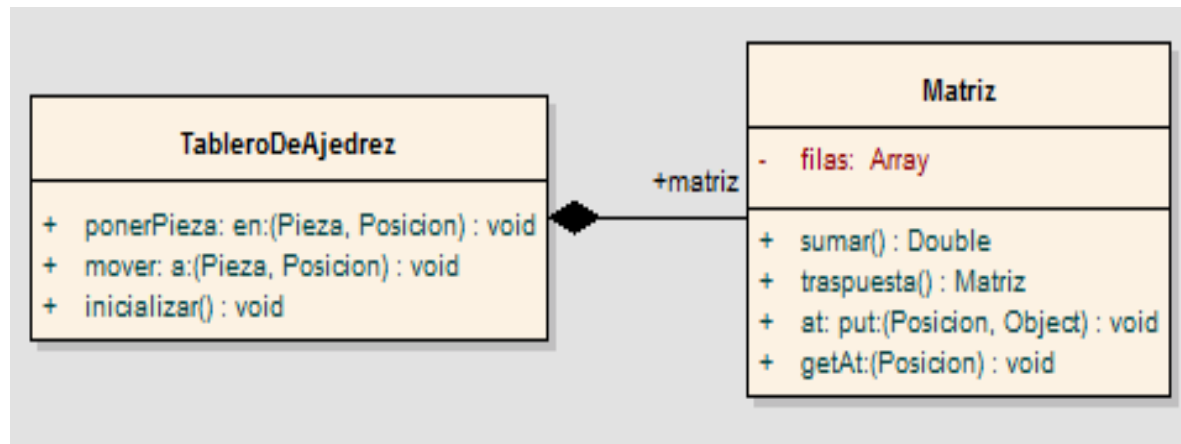 TableroDeAjedrez
+ ponerPieza: en:(Pieza, Posicion) : void
+ mover: a:(Pieza, Posicion) : void
+ inicializar() : void
+matriz
Matriz
- filas: Array
+ sumar() : Double
+ traspuesta() : Matriz
+ at: put:(Posicion, Object) : void
+ getAt:(Posicion) : void